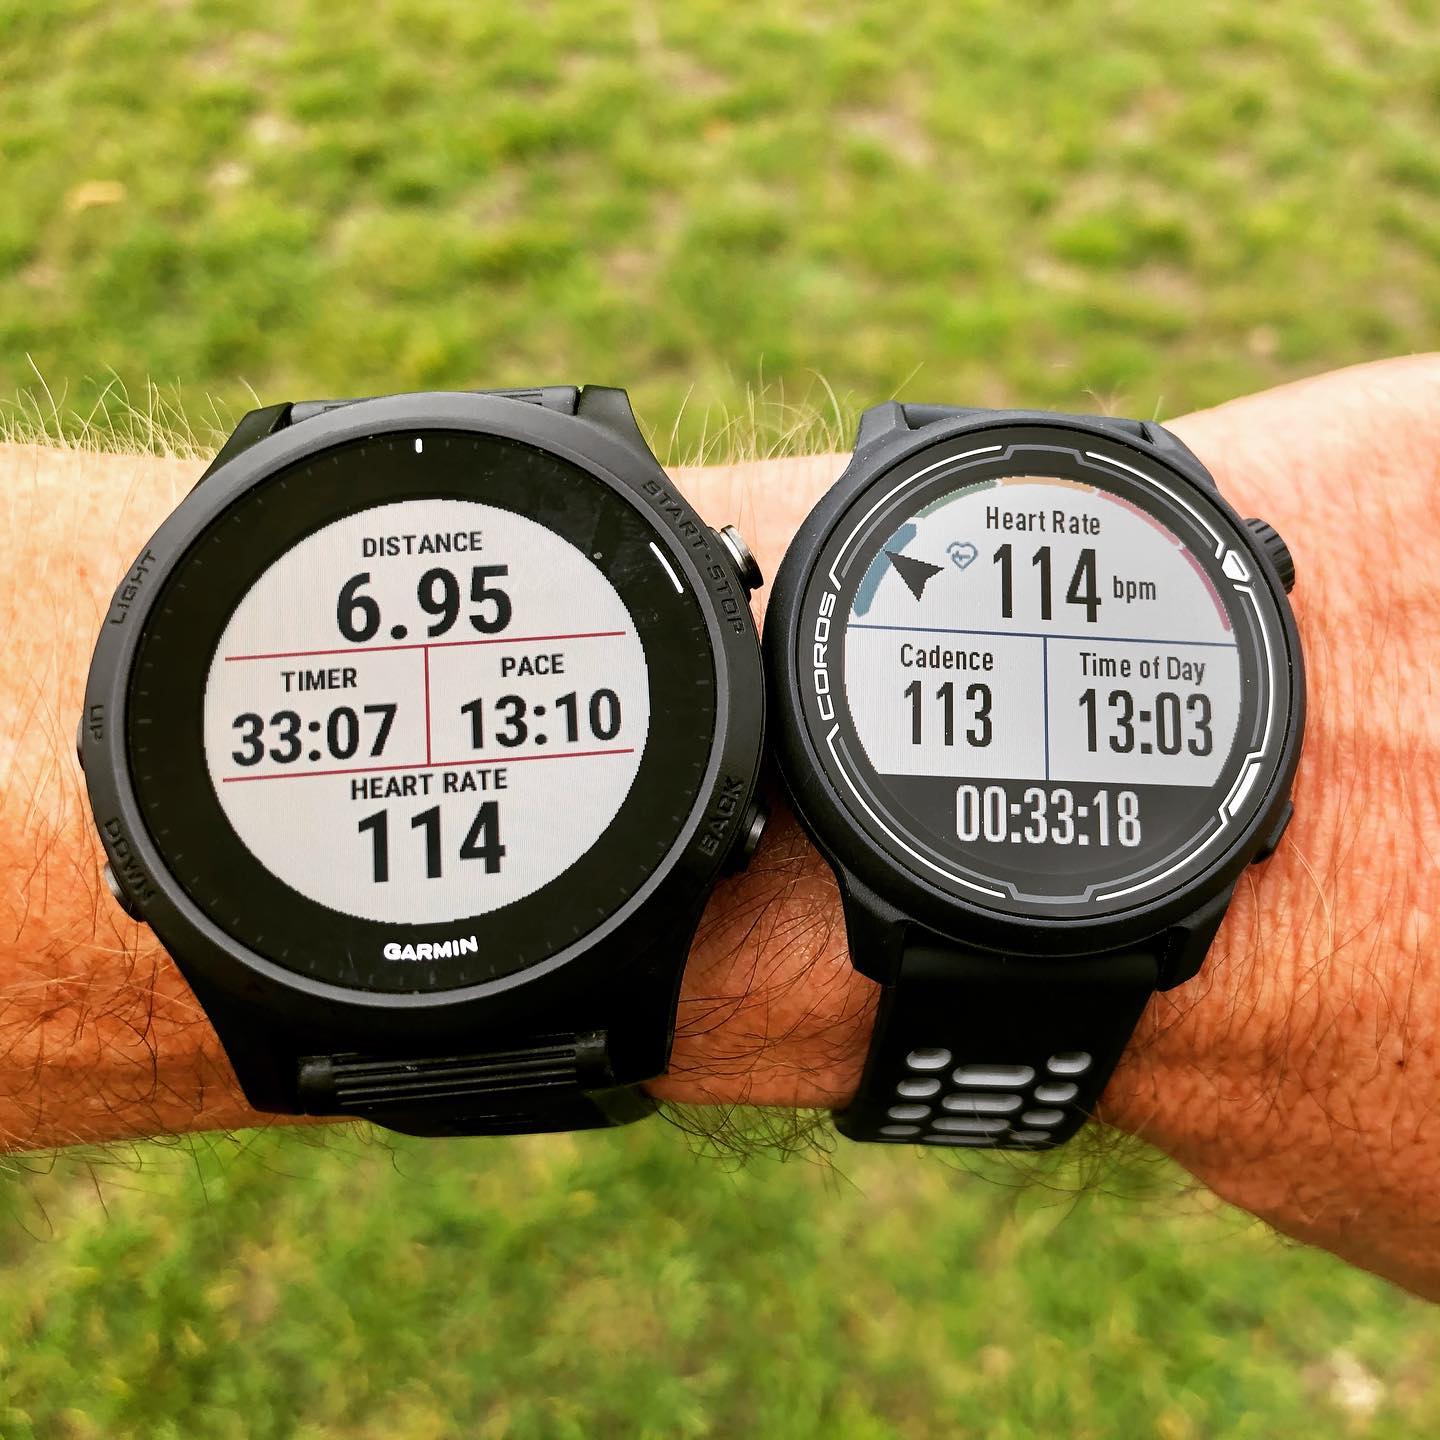 LIGHT
UP
DOWN
START-STOP
BACK
DISTANCE
6.95
TIMER
PACE
33:07
13:10
HEART RATE
114
GARMIN
COROS
Heart Rate
114 bpm
Cadence
Time of Day
113
13:03
00:33:18